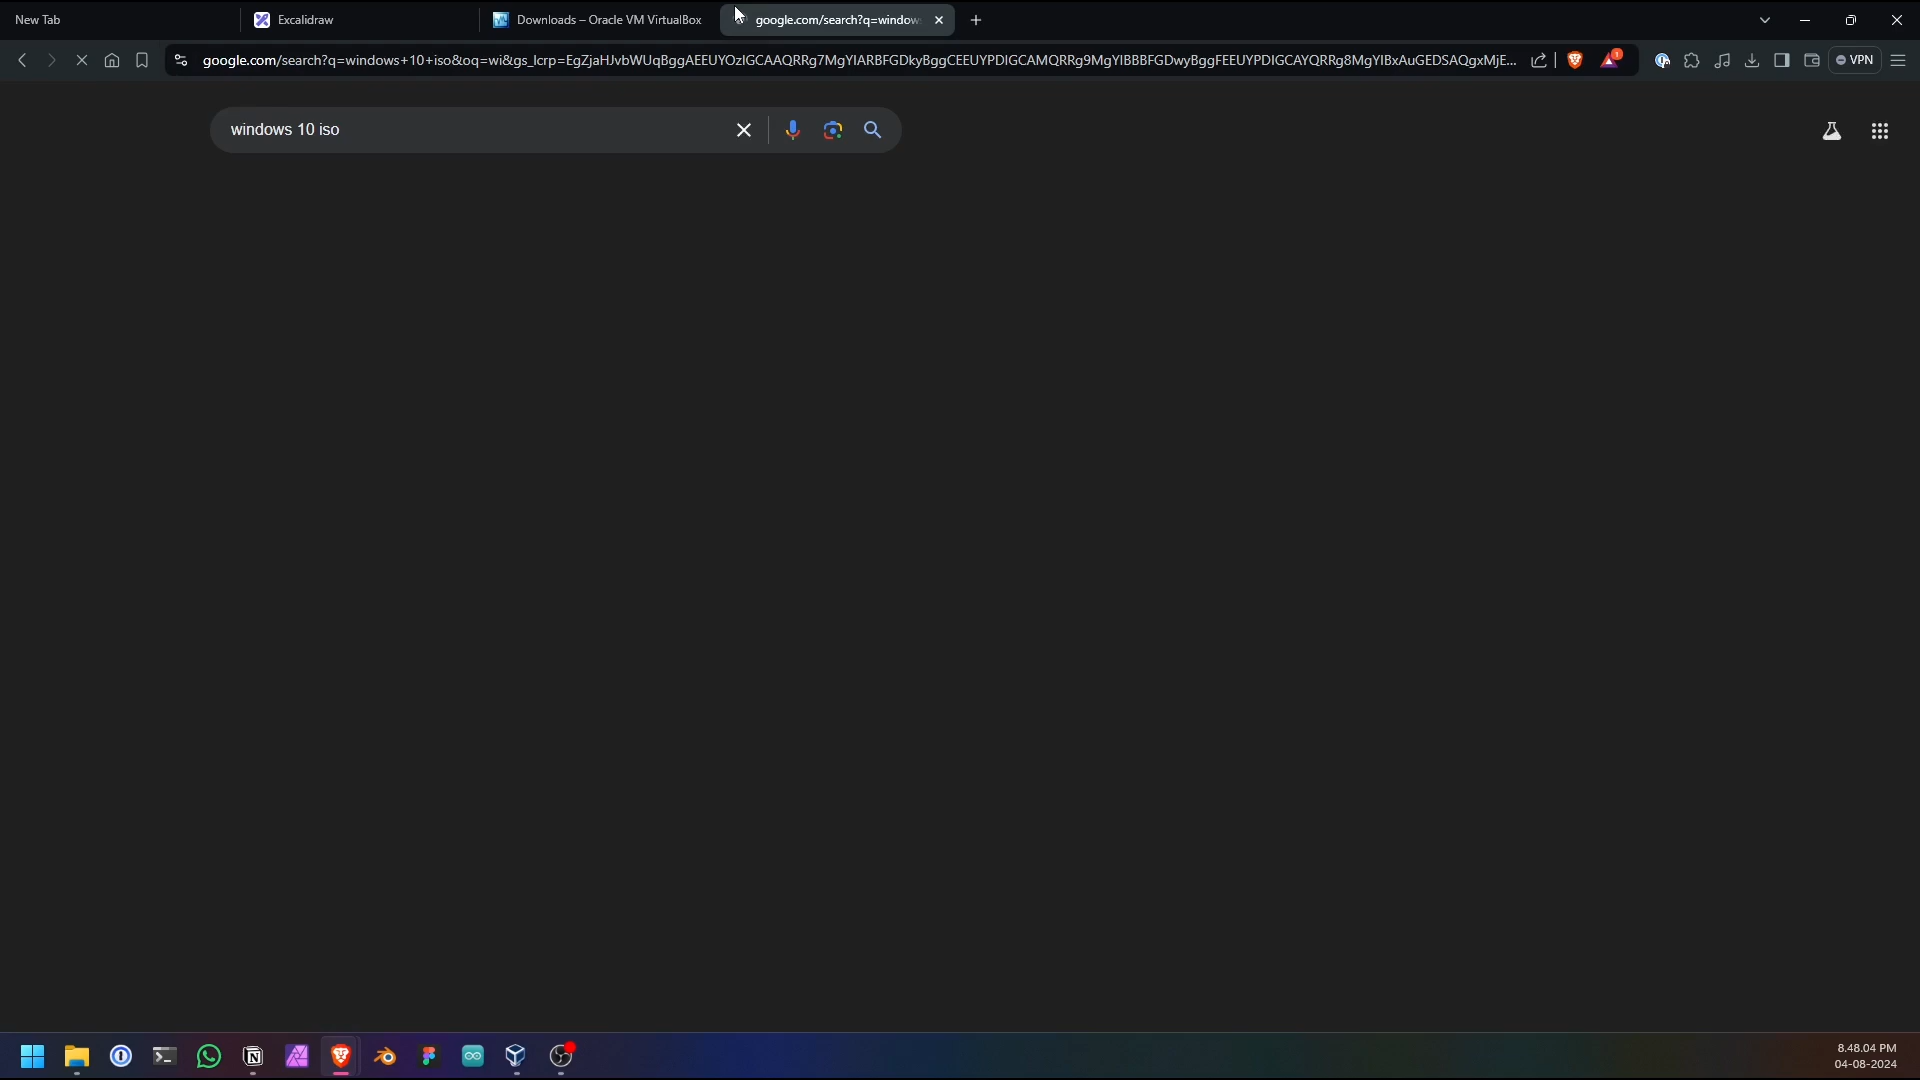 New Tab
Excalidraw
Downloads – Oracle VM VirtualBox
google.com/search?q=window
google.com/search?q=windows+10+iso&oq=wi&gs_lcrp=EgZjaHJvbWUqBggAEEUYOzIGCAAQRRg7MgYIARBFGDkyBggCEEUYPDIGCAMQRRg9MgYIBBBFGDwyBggFEEUYPDIGCAYQRRg8MgYIBxAuGEDSAQgxMjE...
1
VPN
windows 10 iso
8.48.04 PM
04-08-2024